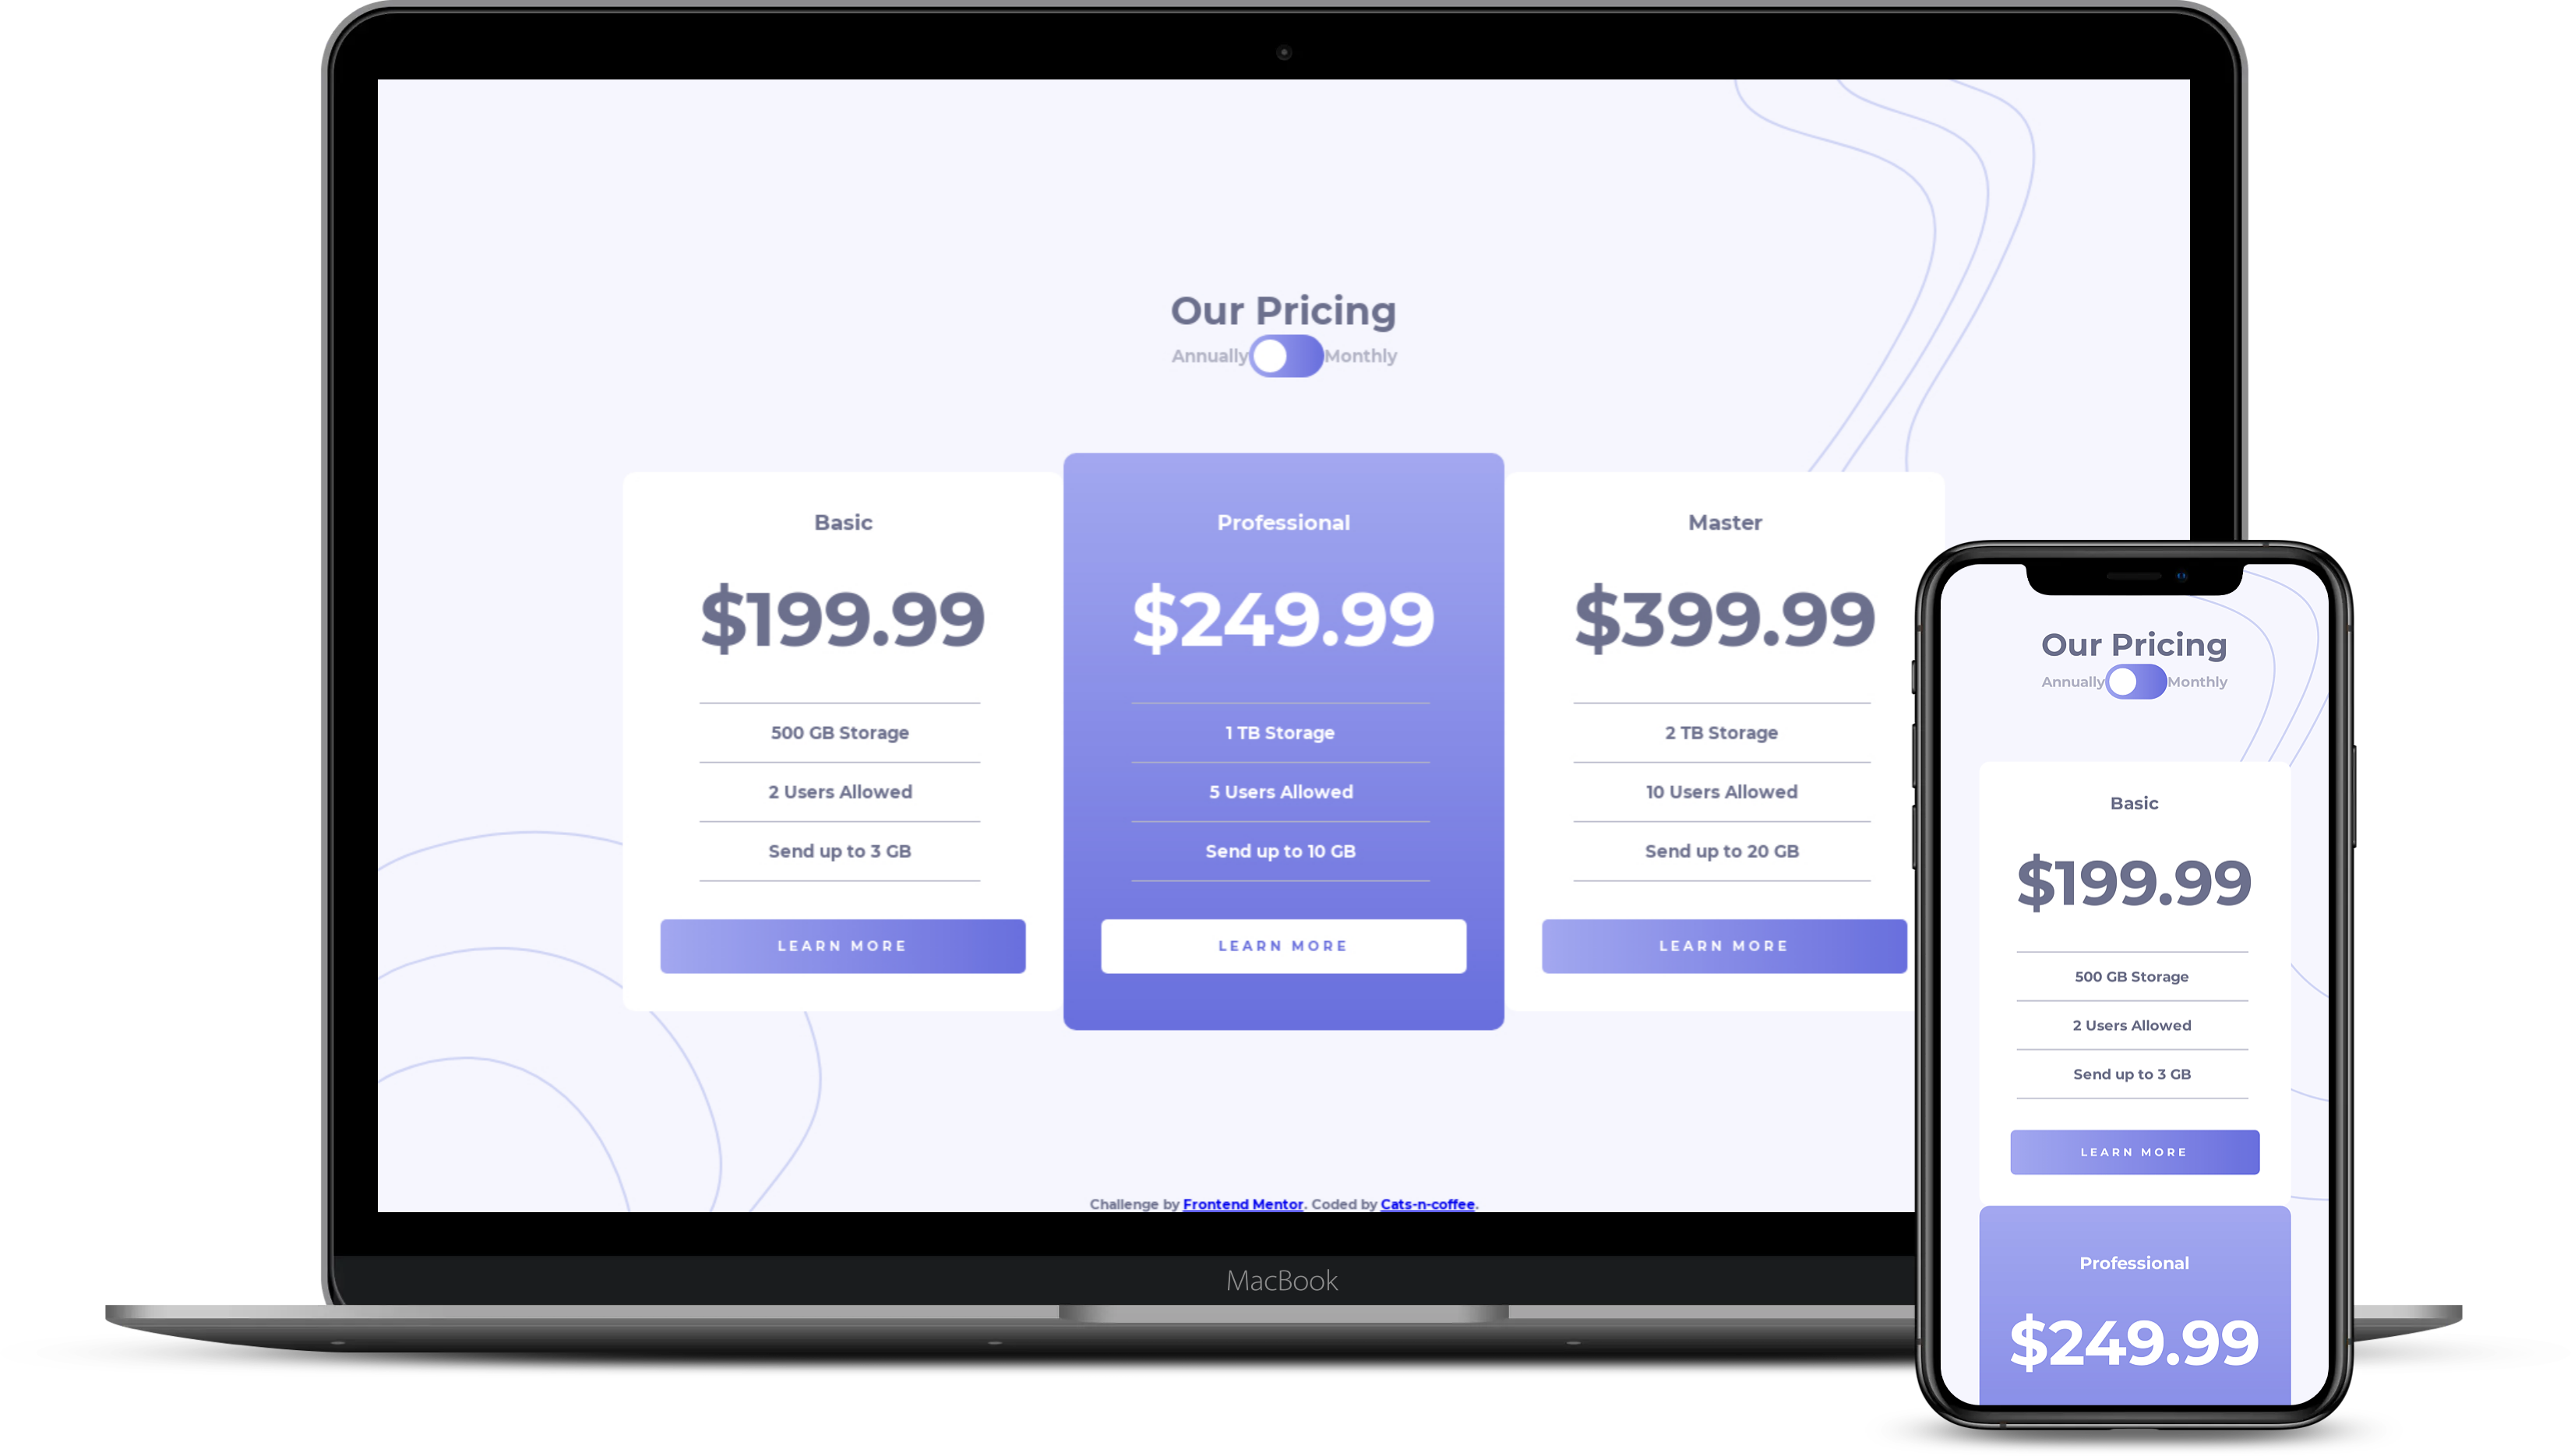 Our Pricing
Annually Monthly
Basic
$199.99
500 GB Storage
2 Users Allowed
Send up to 3 GB
LEARN MORE
Professional
$249.99
1 TB Storage
5 Users Allowed
Send up to 10 GB
LEARN MORE
Master
$399.99
2 TB Storage
10 Users Allowed
Send up to 20 GB
LEARN MORE
Challenge by Frontend Mentor. Coded by Cats-n-coffee.
MacBook
Our Pricing
Annually Monthly
Basic
$199.99
500 GB Storage
2 Users Allowed
Send up to 3 GB
LEARN MORE
Professional
$249.99